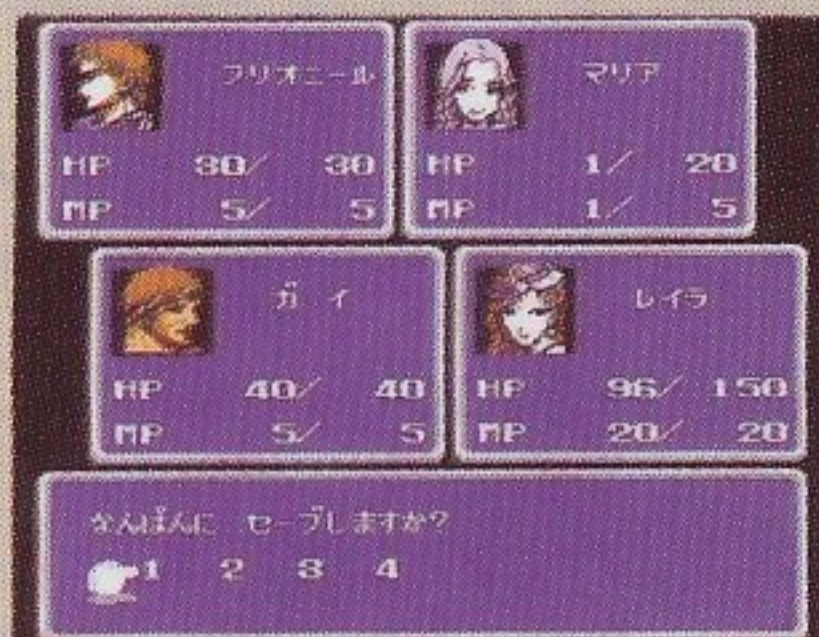 フリオニール
HP 30/ 30
MP 5/ 5
マリア
HP 1/ 20
MP 1/ 5
ガイ
HP 40/ 40
MP 5/ 5
レイラ
HP 96/ 150
MP 20/ 20
なんばんに セーブしますか?
1 2 3 4